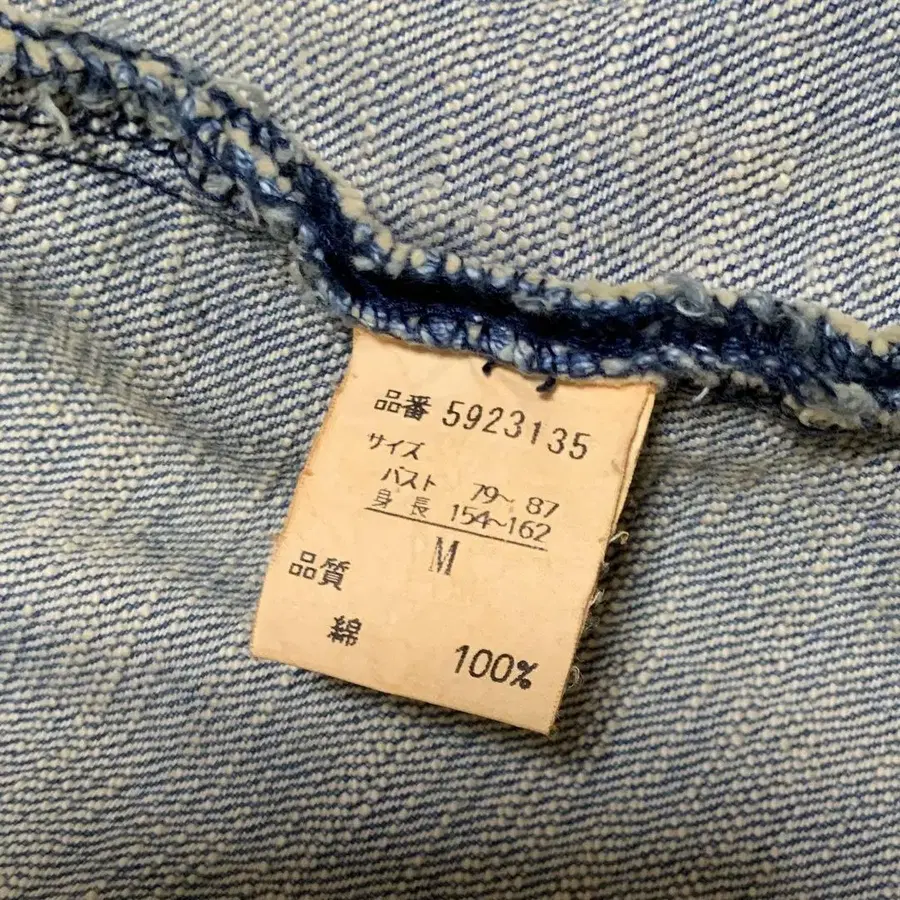 品番 5923135
サイズ
バスト 79〜87
身長 154〜162
M
品質
綿 100%